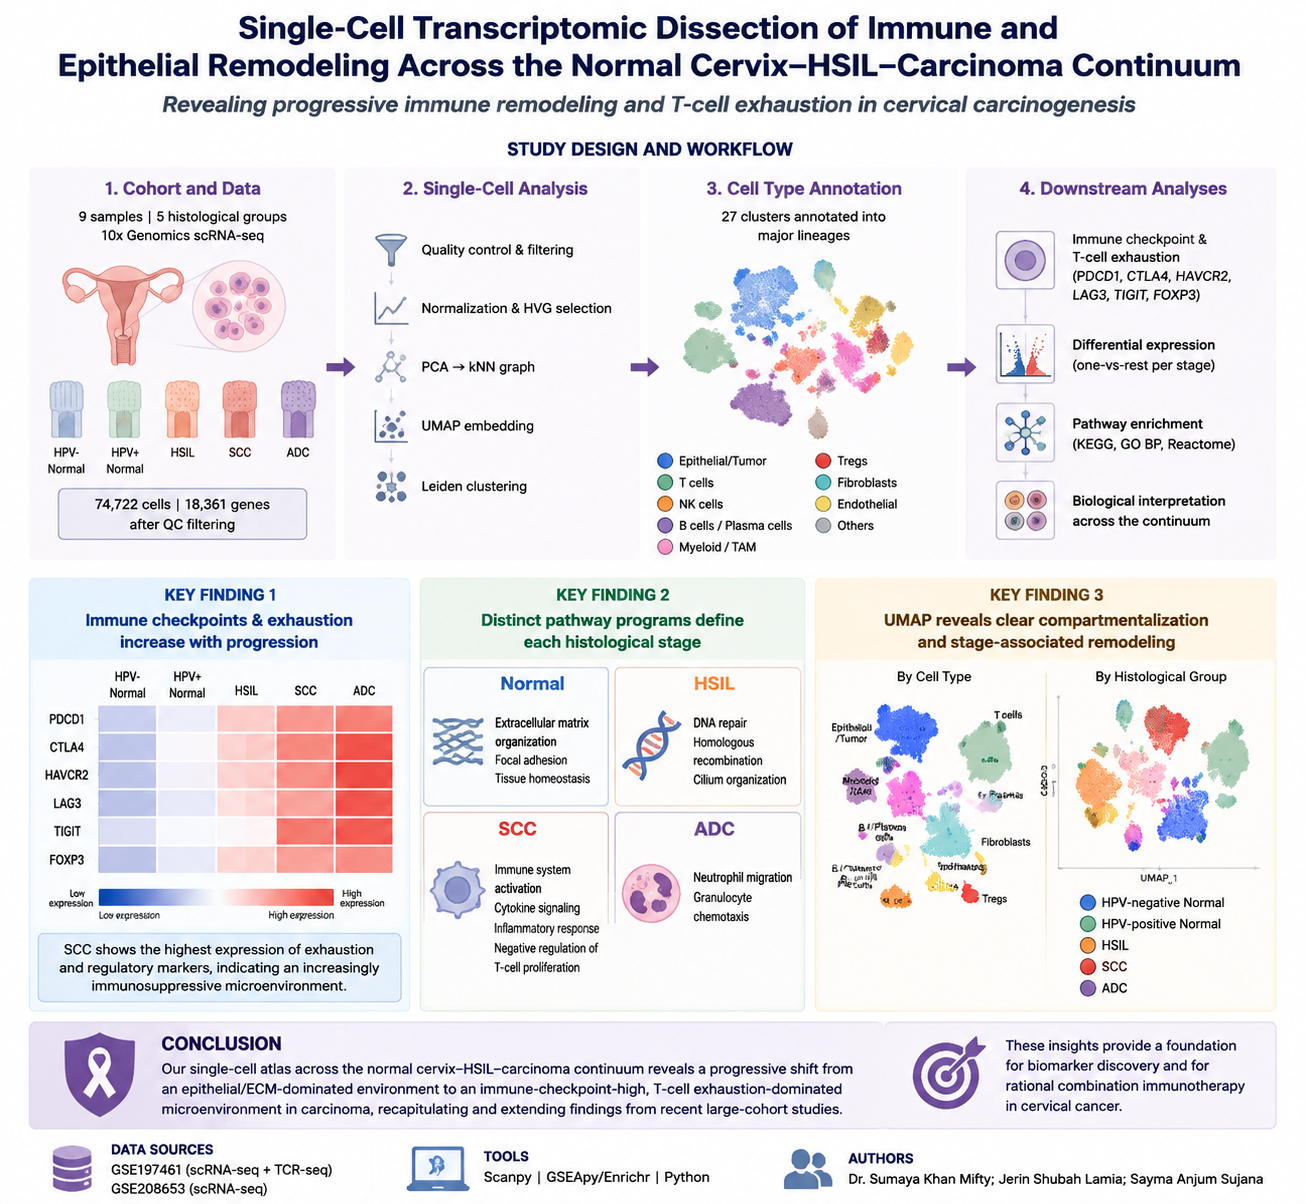 Single-Cell Transcriptomic Dissection of Immune and
Epithelial Remodeling Across the Normal Cervix–HSIL–Carcinoma Continuum
Revealing progressive immune remodeling and T-cell exhaustion in cervical carcinogenesis
STUDY DESIGN AND WORKFLOW
1. Cohort and Data
9 samples | 5 histological groups
10x Genomics scRNA-seq
HPV-
Normal
HPV+
Normal
HSIL
SCC
ADC
74,722 cells | 18,361 genes
after QC filtering
2. Single-Cell Analysis
Quality control & filtering
Normalization & HVG selection
PCA → kNN graph
UMAP embedding
Leiden clustering
3. Cell Type Annotation
27 clusters annotated into
major lineages
Epithelial/Tumor
T cells
NK cells
B cells / Plasma cells
Myeloid / TAM
Tregs
Fibroblasts
Endothelial
Others
4. Downstream Analyses
Immune checkpoint &
T-cell exhaustion
(PDCD1, CTLA4, HAVCR2,
LAG3, TIGIT, FOXP3)
Differential expression
(one-vs-rest per stage)
Pathway enrichment
(KEGG, GO BP, Reactome)
Biological interpretation
across the continuum
KEY FINDING 1
Immune checkpoints & exhaustion
increase with progression
HPV-
Normal
HPV+
Normal
HSIL
SCC
ADC
PDCD1
CTLA4
HAVCR2
LAG3
TIGIT
FOXP3
Low
expression
High
expression
Low expression
High expression
SCC shows the highest expression of exhaustion
and regulatory markers, indicating an increasingly
immunosuppressive microenvironment.
KEY FINDING 2
Distinct pathway programs define
each histological stage
Normal
Extracellular matrix
organization
Focal adhesion
Tissue homeostasis
HSIL
DNA repair
Homologous
recombination
Cilium organization
SCC
Immune system
activation
Cytokine signaling
Inflammatory response
Negative regulation of
T-cell proliferation
ADC
Neutrophil migration
Granulocyte
chemotaxis
KEY FINDING 3
UMAP reveals clear compartmentalization
and stage-associated remodeling
By Cell Type
/Tumor
T cells
Fibroblasts
Tregs
By Histological Group
UMAP_1
HPV-negative Normal
HPV-positive Normal
HSIL
SCC
ADC
CONCLUSION
Our single-cell atlas across the normal cervix–HSIL–carcinoma continuum reveals a progressive shift from
an epithelial/ECM-dominated environment to an immune-checkpoint-high, T-cell exhaustion-dominated
microenvironment in carcinoma, recapitulating and extending findings from recent large-cohort studies.
These insights provide a foundation
for biomarker discovery and for
rational combination immunotherapy
in cervical cancer.
DATA SOURCES
GSE197461 (scRNA-seq + TCR-seq)
GSE208653 (scRNA-seq)
TOOLS
Scanpy | GSEApy/Enrichr | Python
AUTHORS
Dr. Sumaya Khan Mifty; Jerin Shubah Lamia; Sayma Anjum Sujana